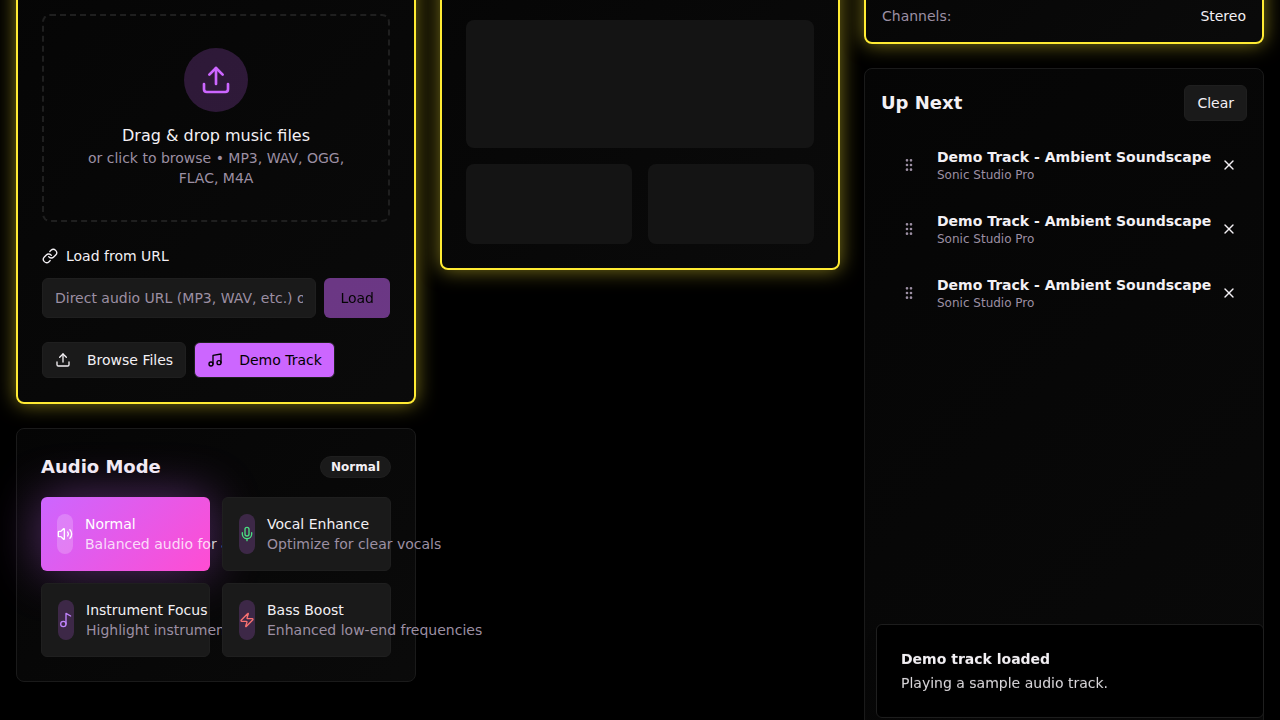 Drag & drop music files
or click to browse • MP3, WAV, OGG,
FLAC, M4A
Load from URL
Direct audio URL (MP3, WAV, etc.)
Load
Browse Files
Demo Track
Audio Mode
Normal
Normal
Balanced audio for
Vocal Enhance
Optimize for clear vocals
Instrument Focus
Highlight
Bass Boost
Enhanced low-end frequencies
Channels:
Stereo
Up Next
Clear
Demo Track - Ambient Soundscape
Sonic Studio Pro
Demo Track - Ambient Soundscape
Sonic Studio Pro
Demo Track - Ambient Soundscape
Sonic Studio Pro
Demo track loaded
Playing a sample audio track.